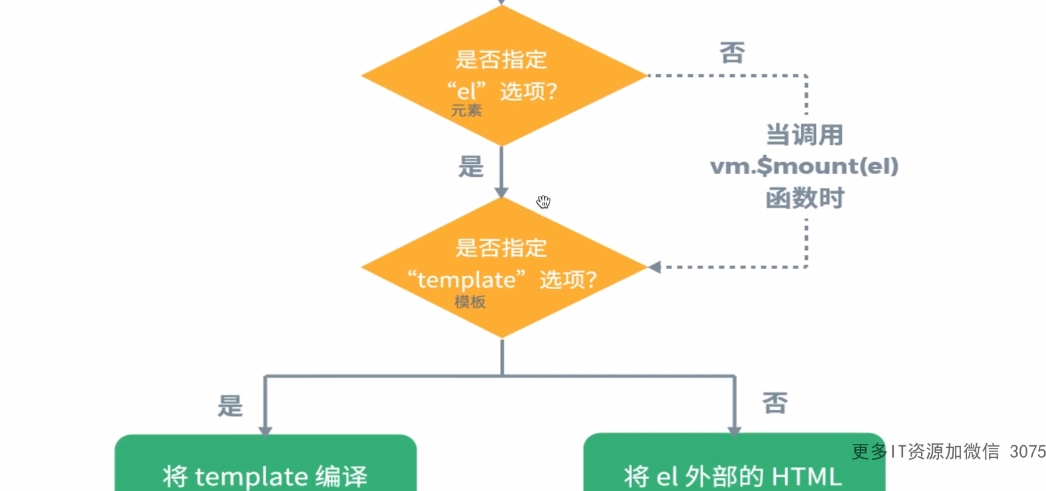 是否指定
“el”选项?
元素
否
当调用
vm.$mount(el)
函数时
是
是否指定
“template”选项?
模板
是
否
将 template 编译
将 el 外部的 HTML
更多IT资源加微信 3075